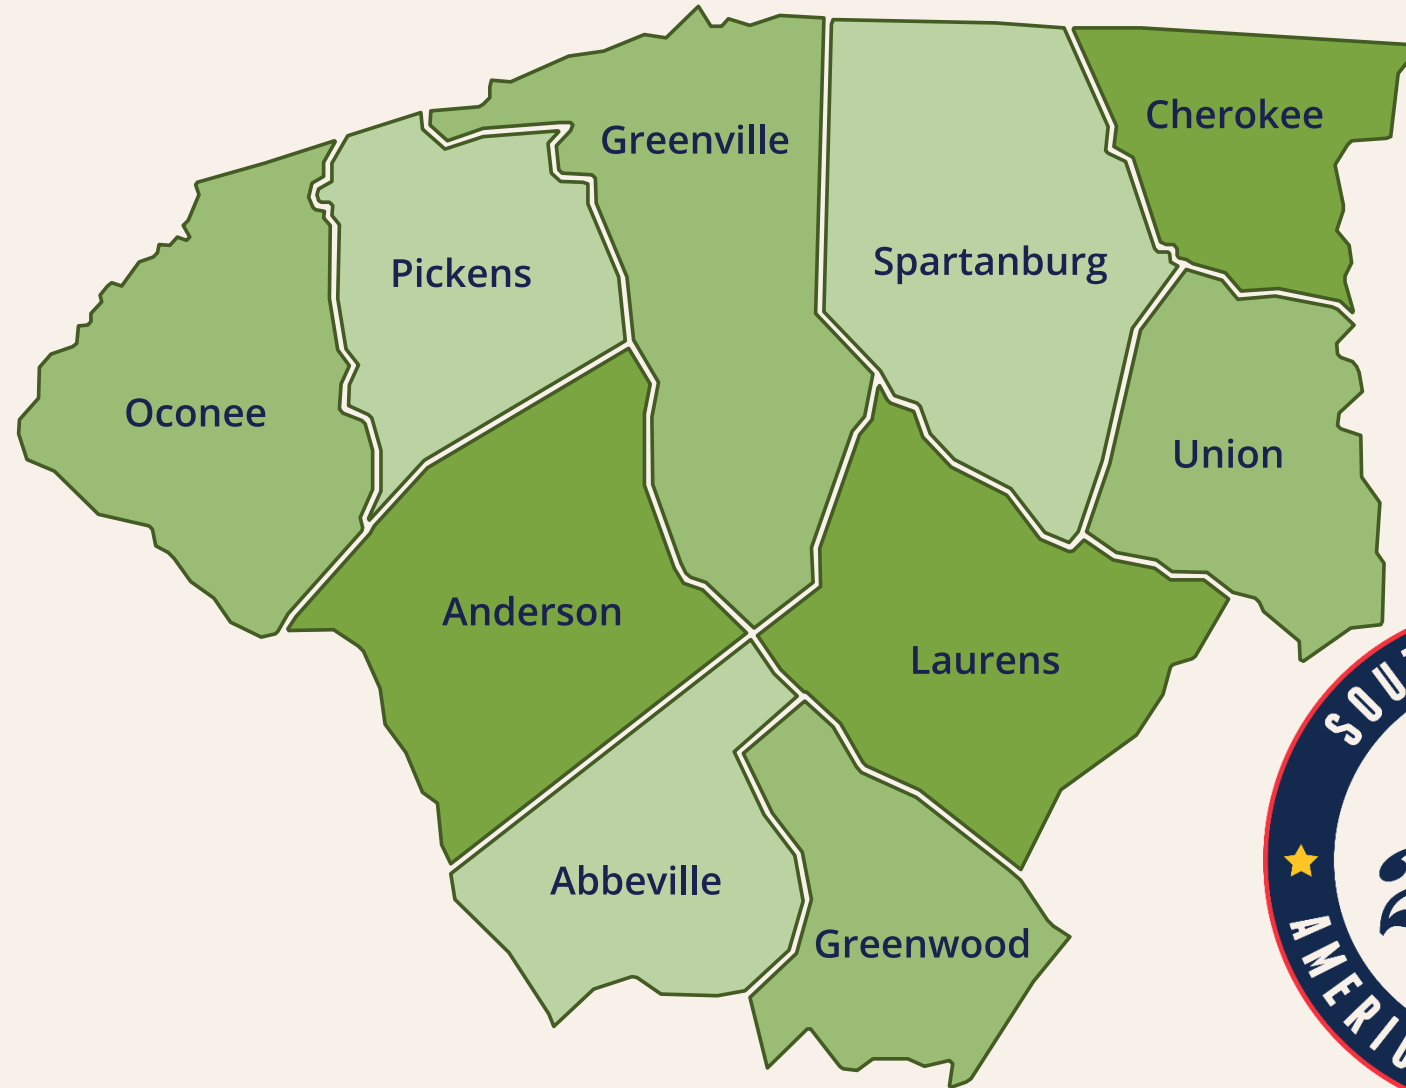 Cherokee
Greenville
Spartanburg
Pickens
Oconee
Union
Anderson
Laurens
Abbeville
Greenwood